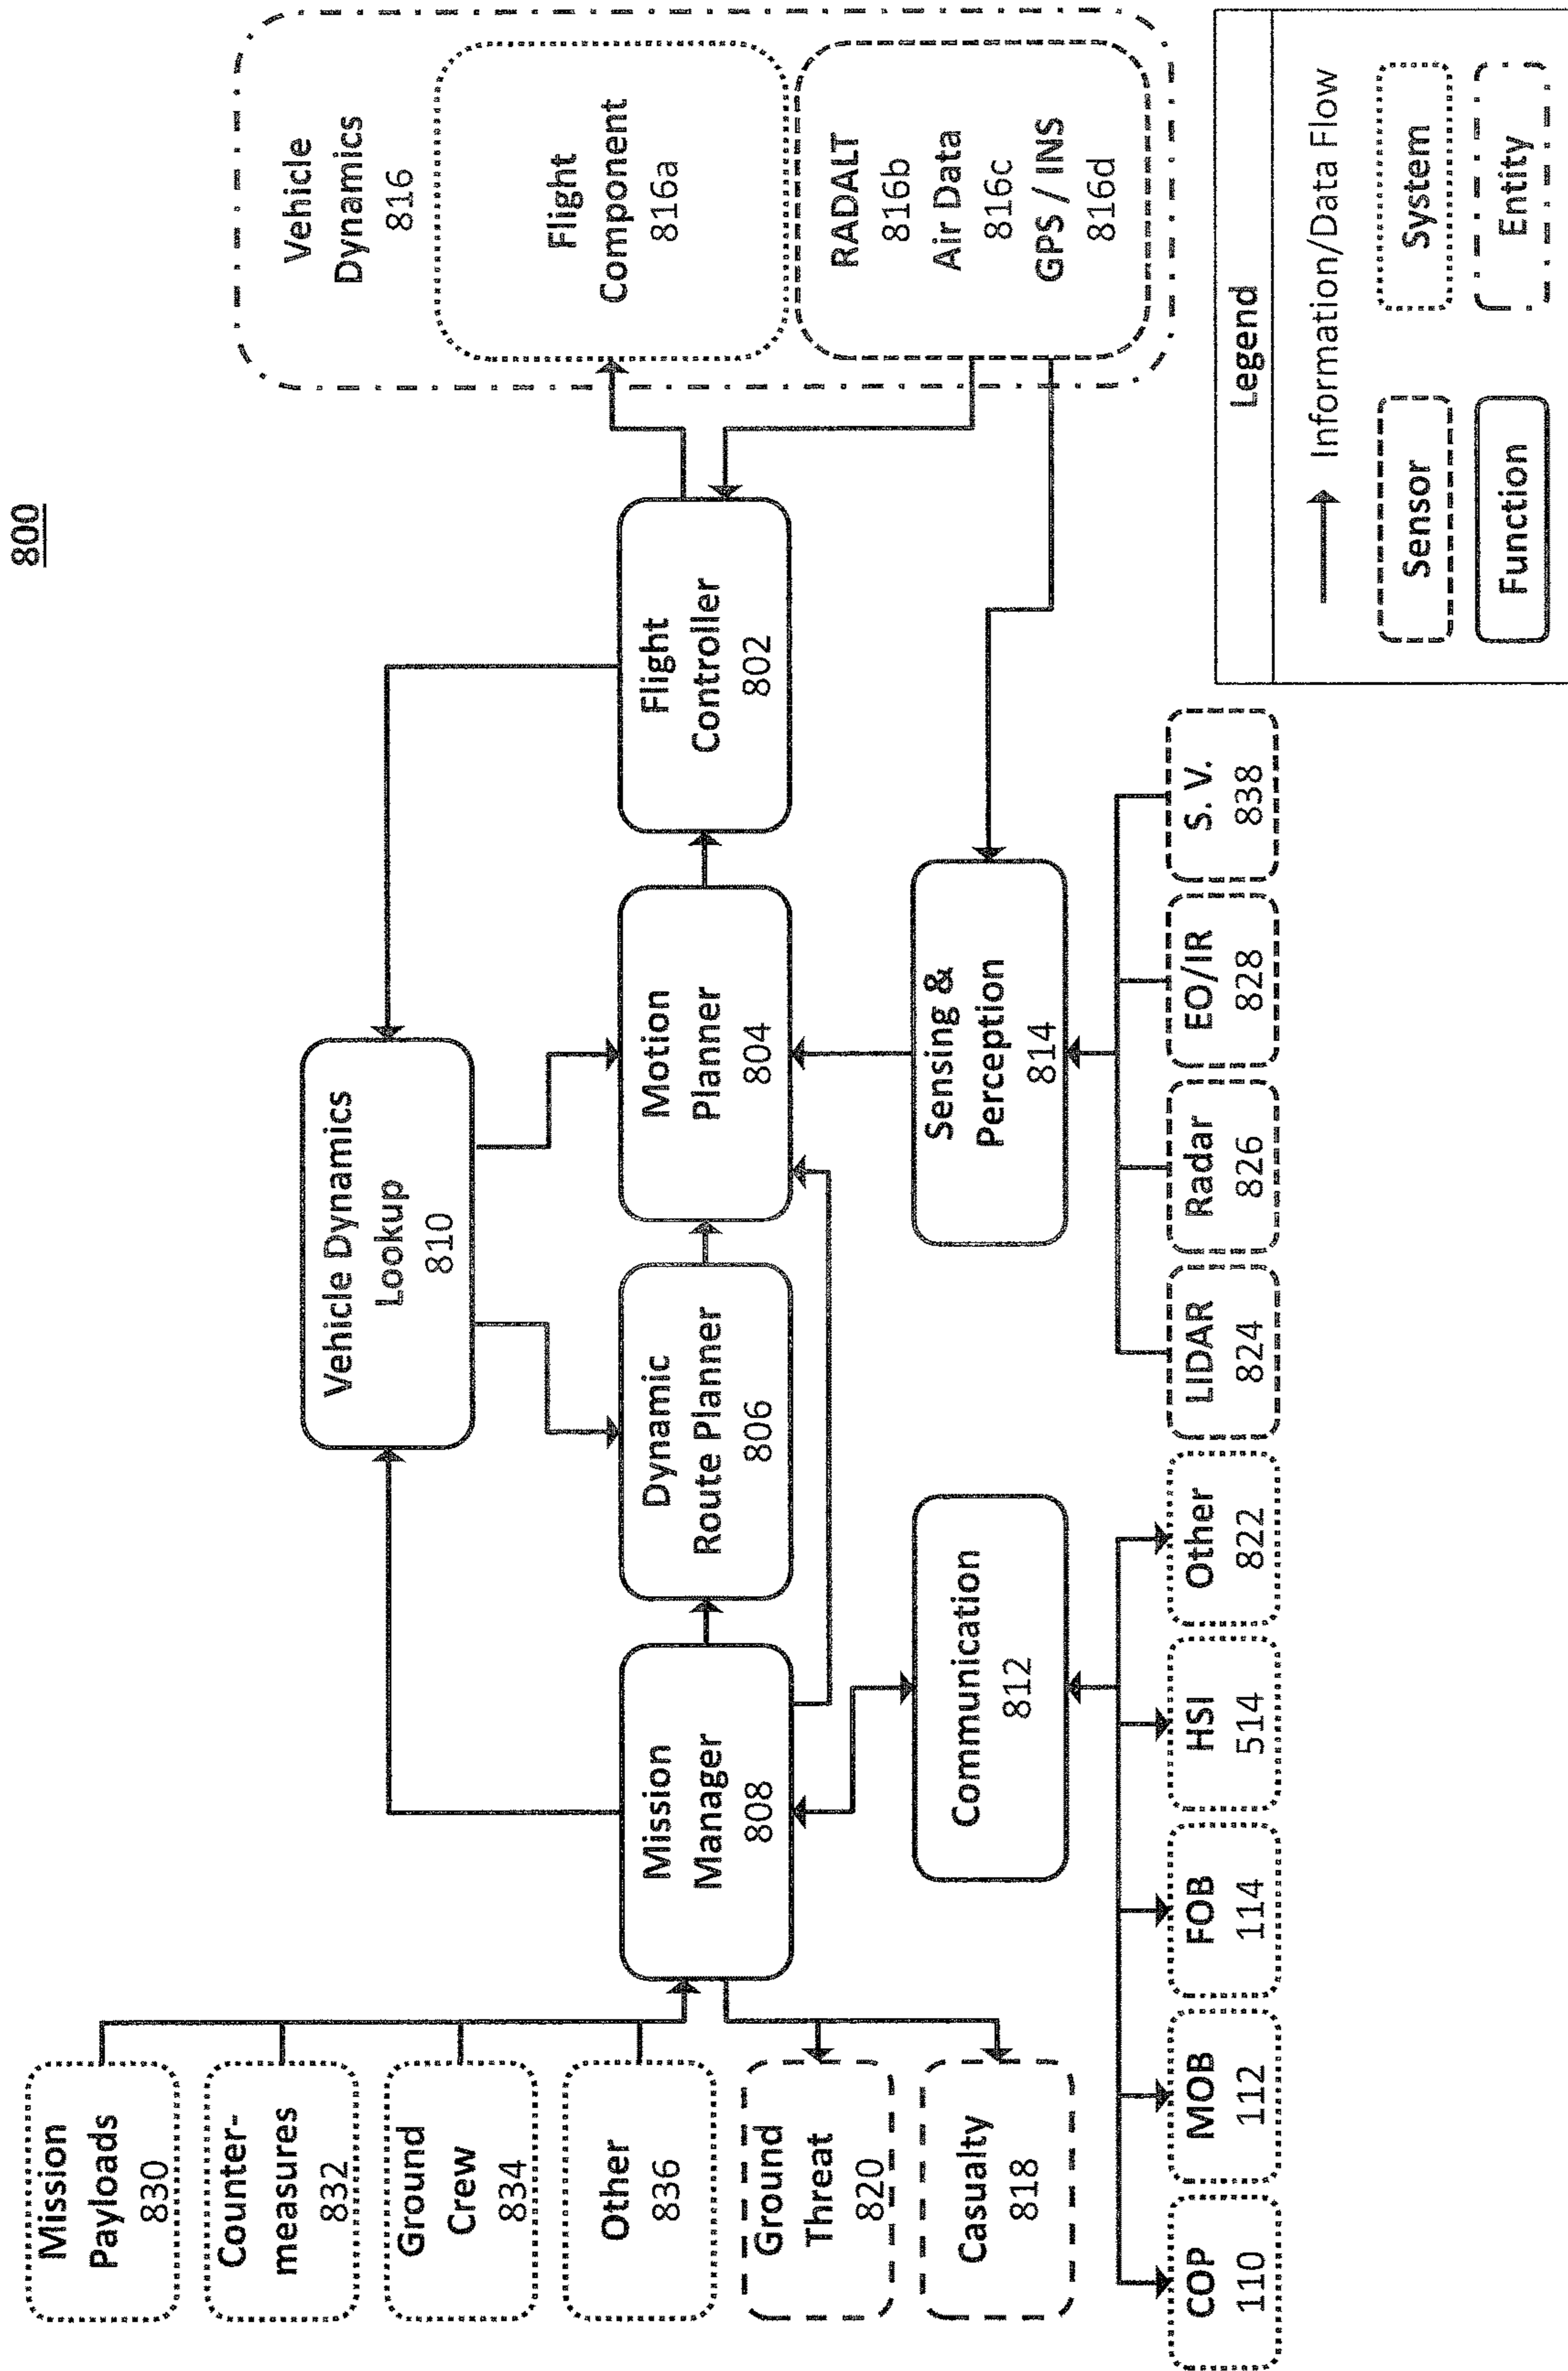 800
Mission
Payloads
830
Counter-
measures
832
Ground
Crew
834
Other
836
Ground
Threat
820
Casualty
818
Mission
Manager
808
Vehicle Dynamics
Lookup
810
Dynamic
Route Planner
806
Motion
Planner
804
Flight
Controller
802
Vehicle
Dynamics
816
Flight
Component
816a
RADALT
816b
Air Data
816c
GPS / INS
816d
Communication
812
Sensing &
Perception
814
COP
110
MOB
112
FOB
114
HSI
514
Other
822
LIDAR
824
Radar
826
EO/IR
828
S. V.
838
Legend
Information/Data Flow
Sensor
System
Function
Entity